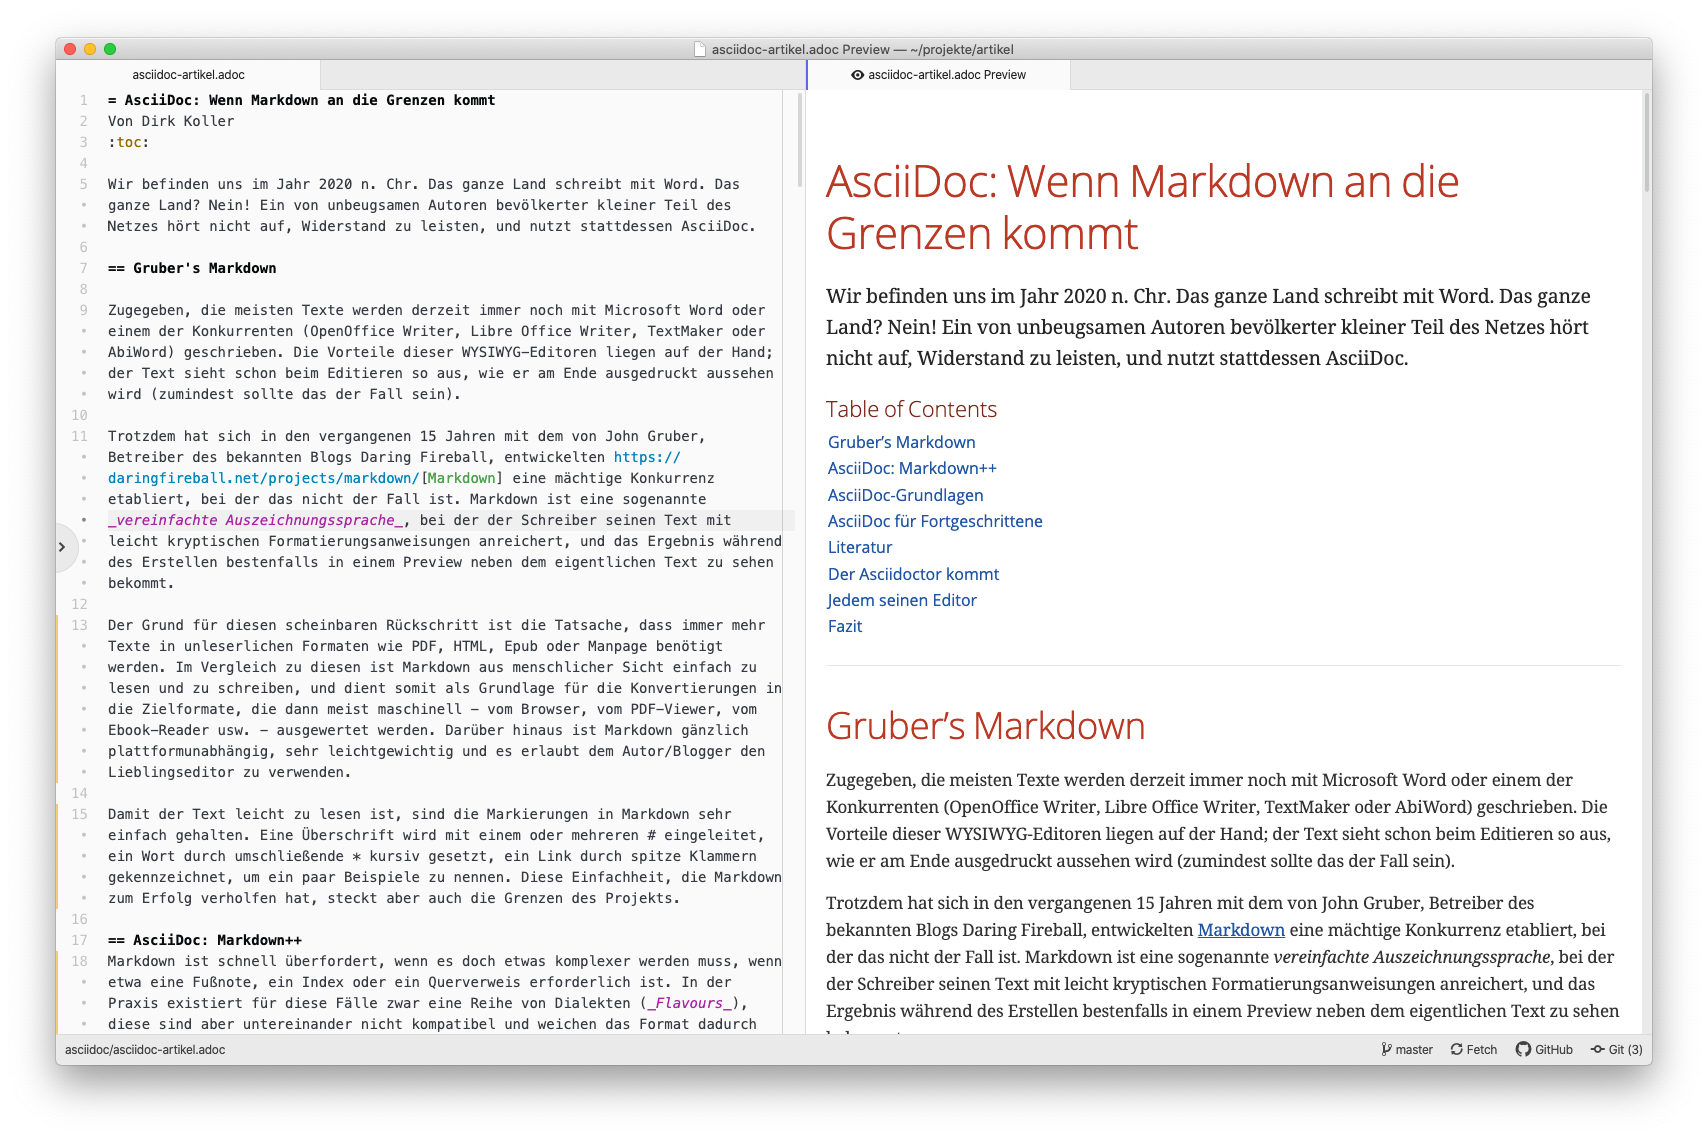 asciidoc-artikel.adoc Preview — ~/projekte/artikel
asciidoc-artikel.adoc
1 = AsciiDoc: Wenn Markdown an die Grenzen kommt
2 Von Dirk Koller
3 :toc:
4
5 Wir befinden uns im Jahr 2020 n. Chr. Das ganze Land schreibt mit Word. Das
• ganze Land? Nein! Ein von unbeugsamen Autoren bevölkerter kleiner Teil des
• Netzes hört nicht auf, Widerstand zu leisten, und nutzt stattdessen AsciiDoc.
6
7 == Gruber's Markdown
8
9 Zugegeben, die meisten Texte werden derzeit immer noch mit Microsoft Word oder
• einem der Konkurrenten (OpenOffice Writer, Libre Office Writer, TextMaker oder
• AbiWord) geschrieben. Die Vorteile dieser WYSIWYG-Editoren liegen auf der Hand;
• der Text sieht schon beim Editieren so aus, wie er am Ende ausgedruckt aussehen
• wird (zumindest sollte das der Fall sein).
10
11 Trotzdem hat sich in den vergangenen 15 Jahren mit dem von John Gruber,
• Betreiber des bekannten Blogs Daring Fireball, entwickelten https://
• daringfireball.net/projects/markdown/[Markdown] eine mächtige Konkurrenz
• etabliert, bei der das nicht der Fall ist. Markdown ist eine sogenannte
• _vereinfachte Auszeichnungssprache_, bei der der Schreiber seinen Text mit
• leicht kryptischen Formatierungsanweisungen anreichert, und das Ergebnis während
• des Erstellen bestenfalls in einem Preview neben dem eigentlichen Text zu sehen
• bekommt.
12
13 Der Grund für diesen scheinbaren Rückschritt ist die Tatsache, dass immer mehr
• Texte in unleserlichen Formaten wie PDF, HTML, Epub oder Manpage benötigt
• werden. Im Vergleich zu diesen ist Markdown aus menschlicher Sicht einfach zu
• lesen und zu schreiben, und dient somit als Grundlage für die Konvertierungen in
• die Zielformate, die dann meist maschinell – vom Browser, vom PDF-Viewer, vom
• Ebook-Reader usw. – ausgewertet werden. Darüber hinaus ist Markdown gänzlich
• plattformunabhängig, sehr leichtgewichtig und es erlaubt dem Autor/Blogger den
• Lieblingseditor zu verwenden.
14
15 Damit der Text leicht zu lesen ist, sind die Markierungen in Markdown sehr
• einfach gehalten. Eine Überschrift wird mit einem oder mehreren # eingeleitet,
• ein Wort durch umschließende * kursiv gesetzt, ein Link durch spitze Klammern
• gekennzeichnet, um ein paar Beispiele zu nennen. Diese Einfachheit, die Markdown
• zum Erfolg verholfen hat, steckt aber auch die Grenzen des Projekts.
16
17 == AsciiDoc: Markdown++
18 Markdown ist schnell überfordert, wenn es doch etwas komplexer werden muss, wenn
• etwa eine Fußnote, ein Index oder ein Querverweis erforderlich ist. In der
• Praxis existiert für diese Fälle zwar eine Reihe von Dialekten (_Flavours_),
• diese sind aber untereinander nicht kompatibel und weichen das Format dadurch
asciidoc-artikel.adoc Preview
AsciiDoc: Wenn Markdown an die
Grenzen kommt
Wir befinden uns im Jahr 2020 n. Chr. Das ganze Land schreibt mit Word. Das ganze
Land? Nein! Ein von unbeugsamen Autoren bevölkerter kleiner Teil des Netzes hört
nicht auf, Widerstand zu leisten, und nutzt stattdessen AsciiDoc.
Table of Contents
Gruber’s Markdown
AsciiDoc: Markdown++
AsciiDoc-Grundlagen
AsciiDoc für Fortgeschrittene
Literatur
Der Asciidoctor kommt
Jedem seinen Editor
Fazit
Gruber’s Markdown
Zugegeben, die meisten Texte werden derzeit immer noch mit Microsoft Word oder einem der
Konkurrenten (OpenOffice Writer, Libre Office Writer, TextMaker oder AbiWord) geschrieben. Die
Vorteile dieser WYSIWYG-Editoren liegen auf der Hand; der Text sieht schon beim Editieren so aus,
wie er am Ende ausgedruckt aussehen wird (zumindest sollte das der Fall sein).
Trotzdem hat sich in den vergangenen 15 Jahren mit dem von John Gruber, Betreiber des
bekannten Blogs Daring Fireball, entwickelten Markdown eine mächtige Konkurrenz etabliert, bei
der das nicht der Fall ist. Markdown ist eine sogenannte vereinfachte Auszeichnungssprache, bei der
der Schreiber seinen Text mit leicht kryptischen Formatierungsanweisungen anreichert, und das
Ergebnis während des Erstellen bestenfalls in einem Preview neben dem eigentlichen Text zu sehen
asciidoc/asciidoc-artikel.adoc
master Fetch GitHub Git (3)